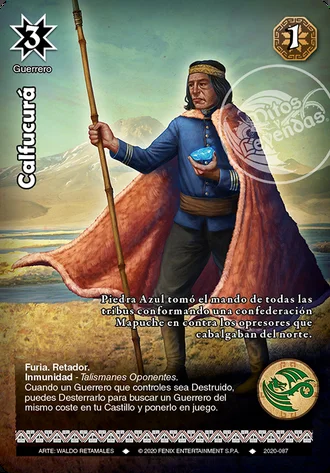 3
1
Guerrero
Calfucurá
Mitos y
Leyendas
Piedra Azul tomó el mando de todas las
tribus conformando una confederación
Mapuche en contra los opresores que
cabalgaban del norte.
Furia. Retador.
Inmunidad - Talismanes Oponentes.
Cuando un Guerrero que controles sea Destruido,
puedes Desterrarlo para buscar un Guerrero del
mismo coste en tu Castillo y ponerlo en juego.
ARTE: WALDO RETAMALES
© 2020 FENIX ENTERTAINMENT S.P.A.
2020-087